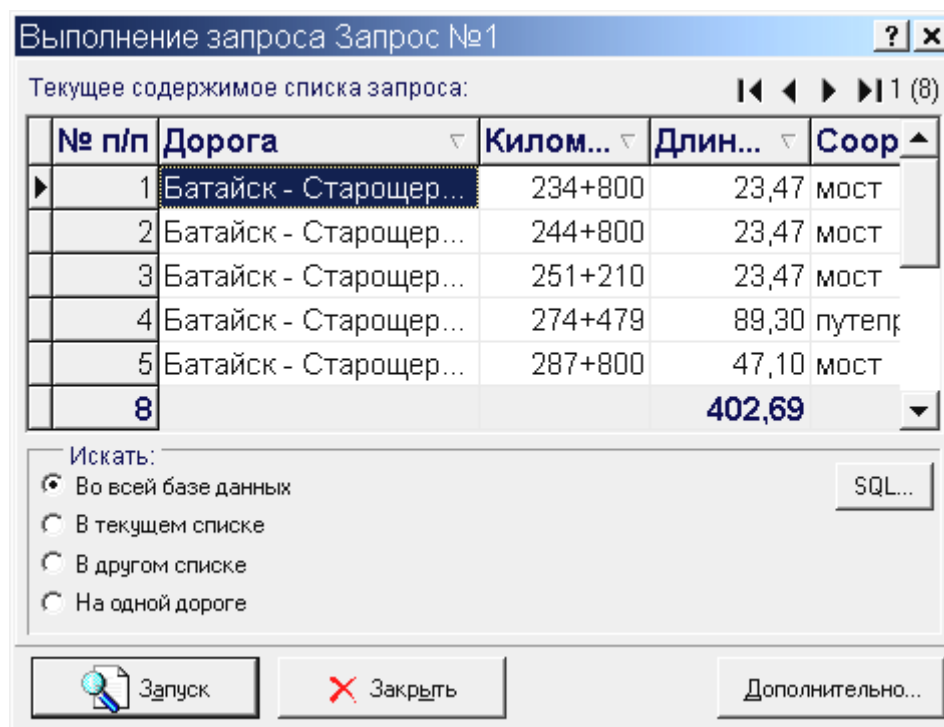 Выполнение запроса Запрос №1
Текущее содержимое списка запроса: 1 (8)
№ п/п Дорога Килом... Длин... Соор
1 Батайск - Старощер... 234+800 23,47 мост
2 Батайск - Старощер... 244+800 23,47 мост
3 Батайск - Старощер... 251+210 23,47 мост
4 Батайск - Старощер... 274+479 89,30 путепр
5 Батайск - Старощер... 287+800 47,10 мост
8 402,69
Искать:
Во всей базе данных SQL...
В текущем списке
В другом списке
На одной дороге
Запуск Закрыть Дополнительно...